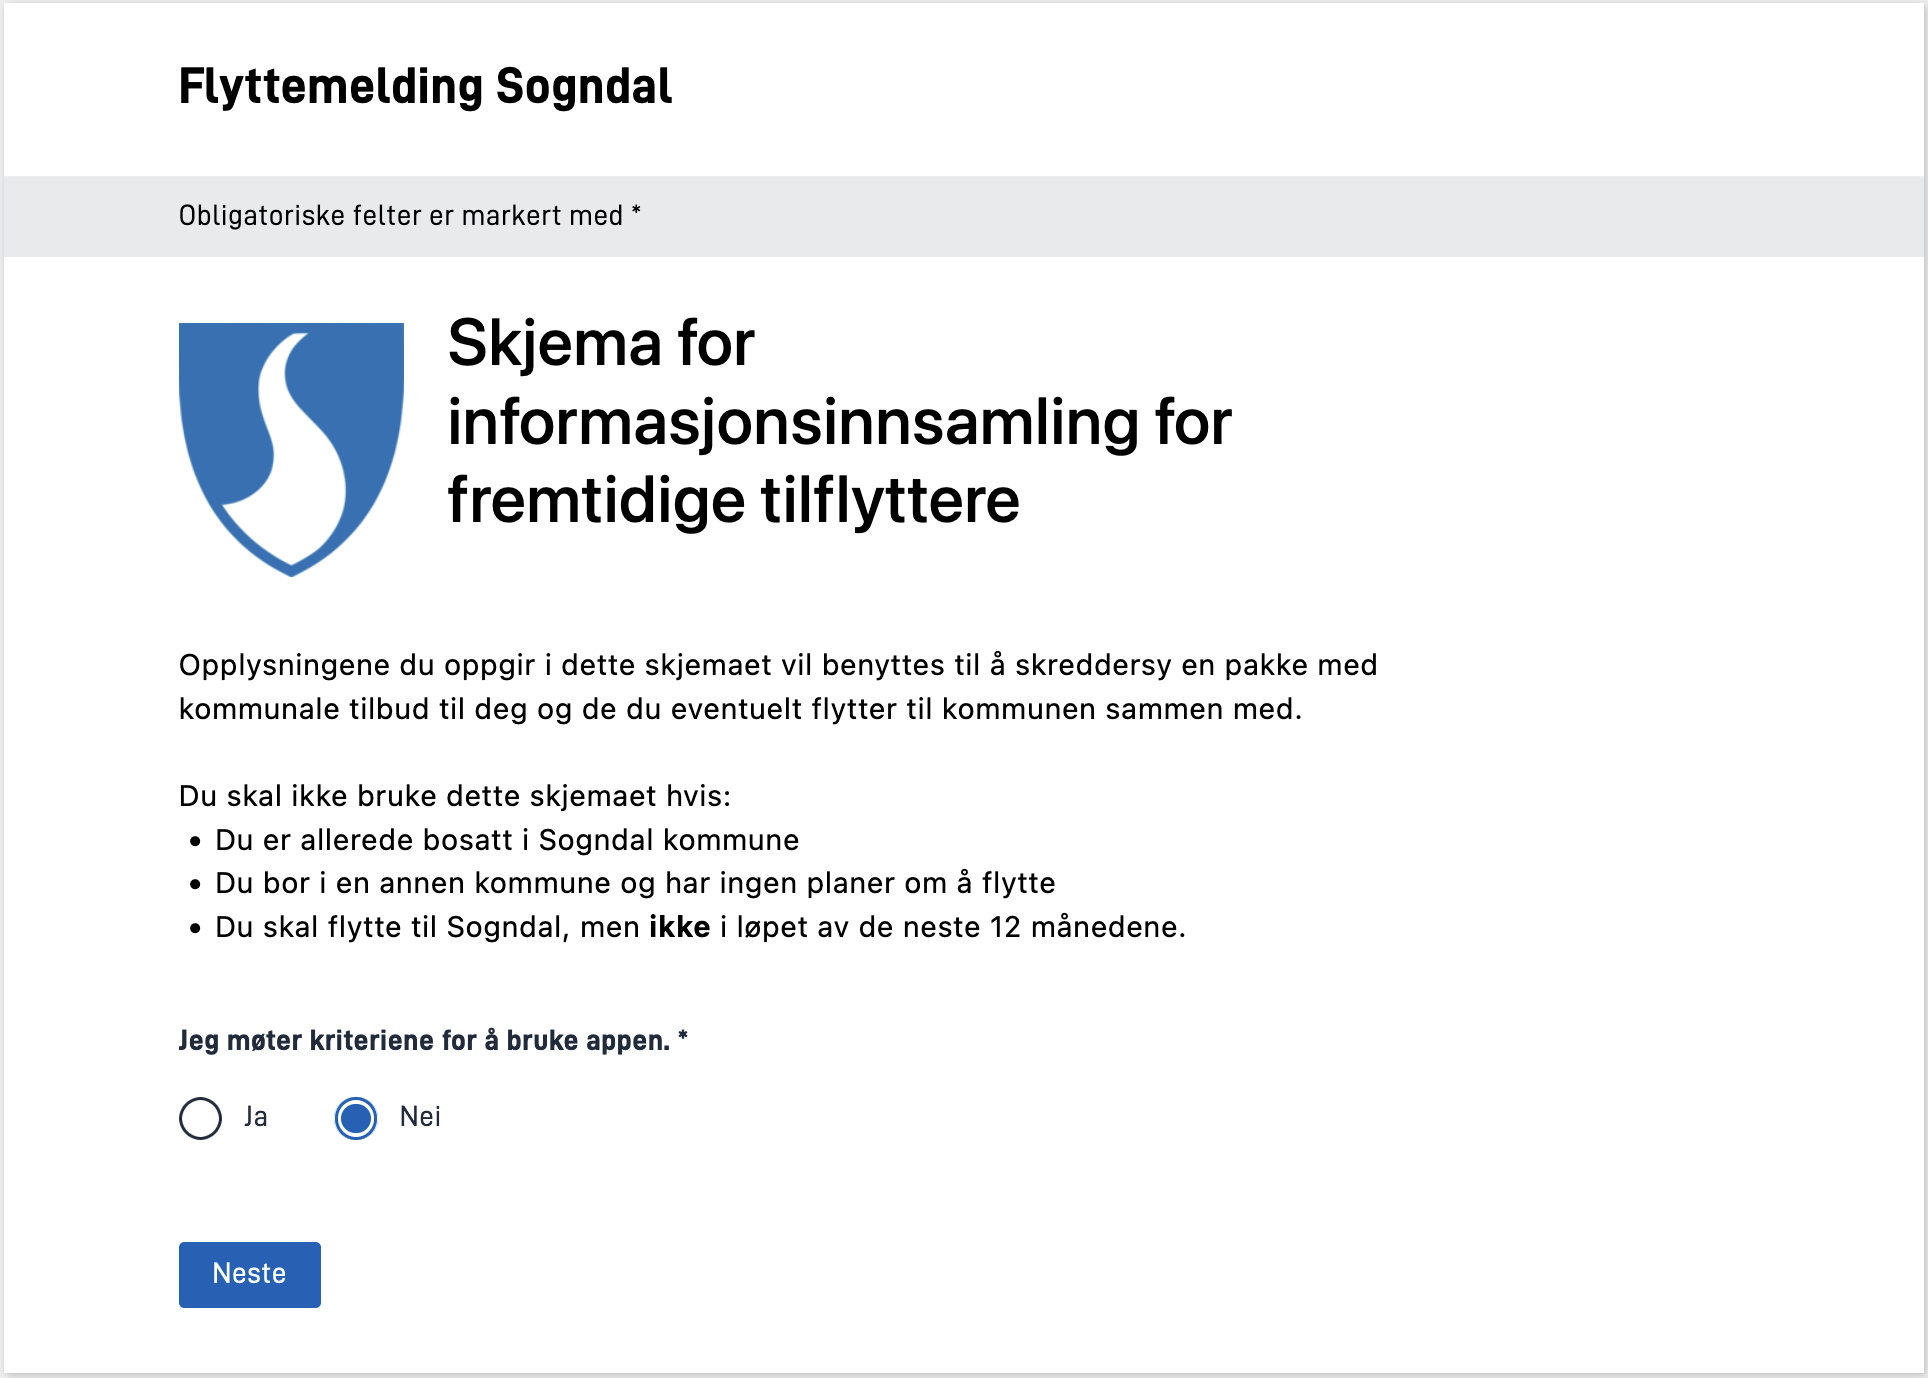 Flyttemelding Sogndal
Obligatoriske felter er markert med *
Skjema for
informasjonsinnsamling for
fremtidige tilflyttere
Opplysningene du oppgir i dette skjemaet vil benyttes til å skreddersy en pakke med
kommunale tilbud til deg og de du eventuelt flytter til kommunen sammen med.
Du skal ikke bruke dette skjemaet hvis:
• Du er allerede bosatt i Sogndal kommune
• Du bor i en annen kommune og har ingen planer om å flytte
• Du skal flytte til Sogndal, men ikke i løpet av de neste 12 månedene.
Jeg møter kriteriene for å bruke appen. *
Ja Nei
Neste